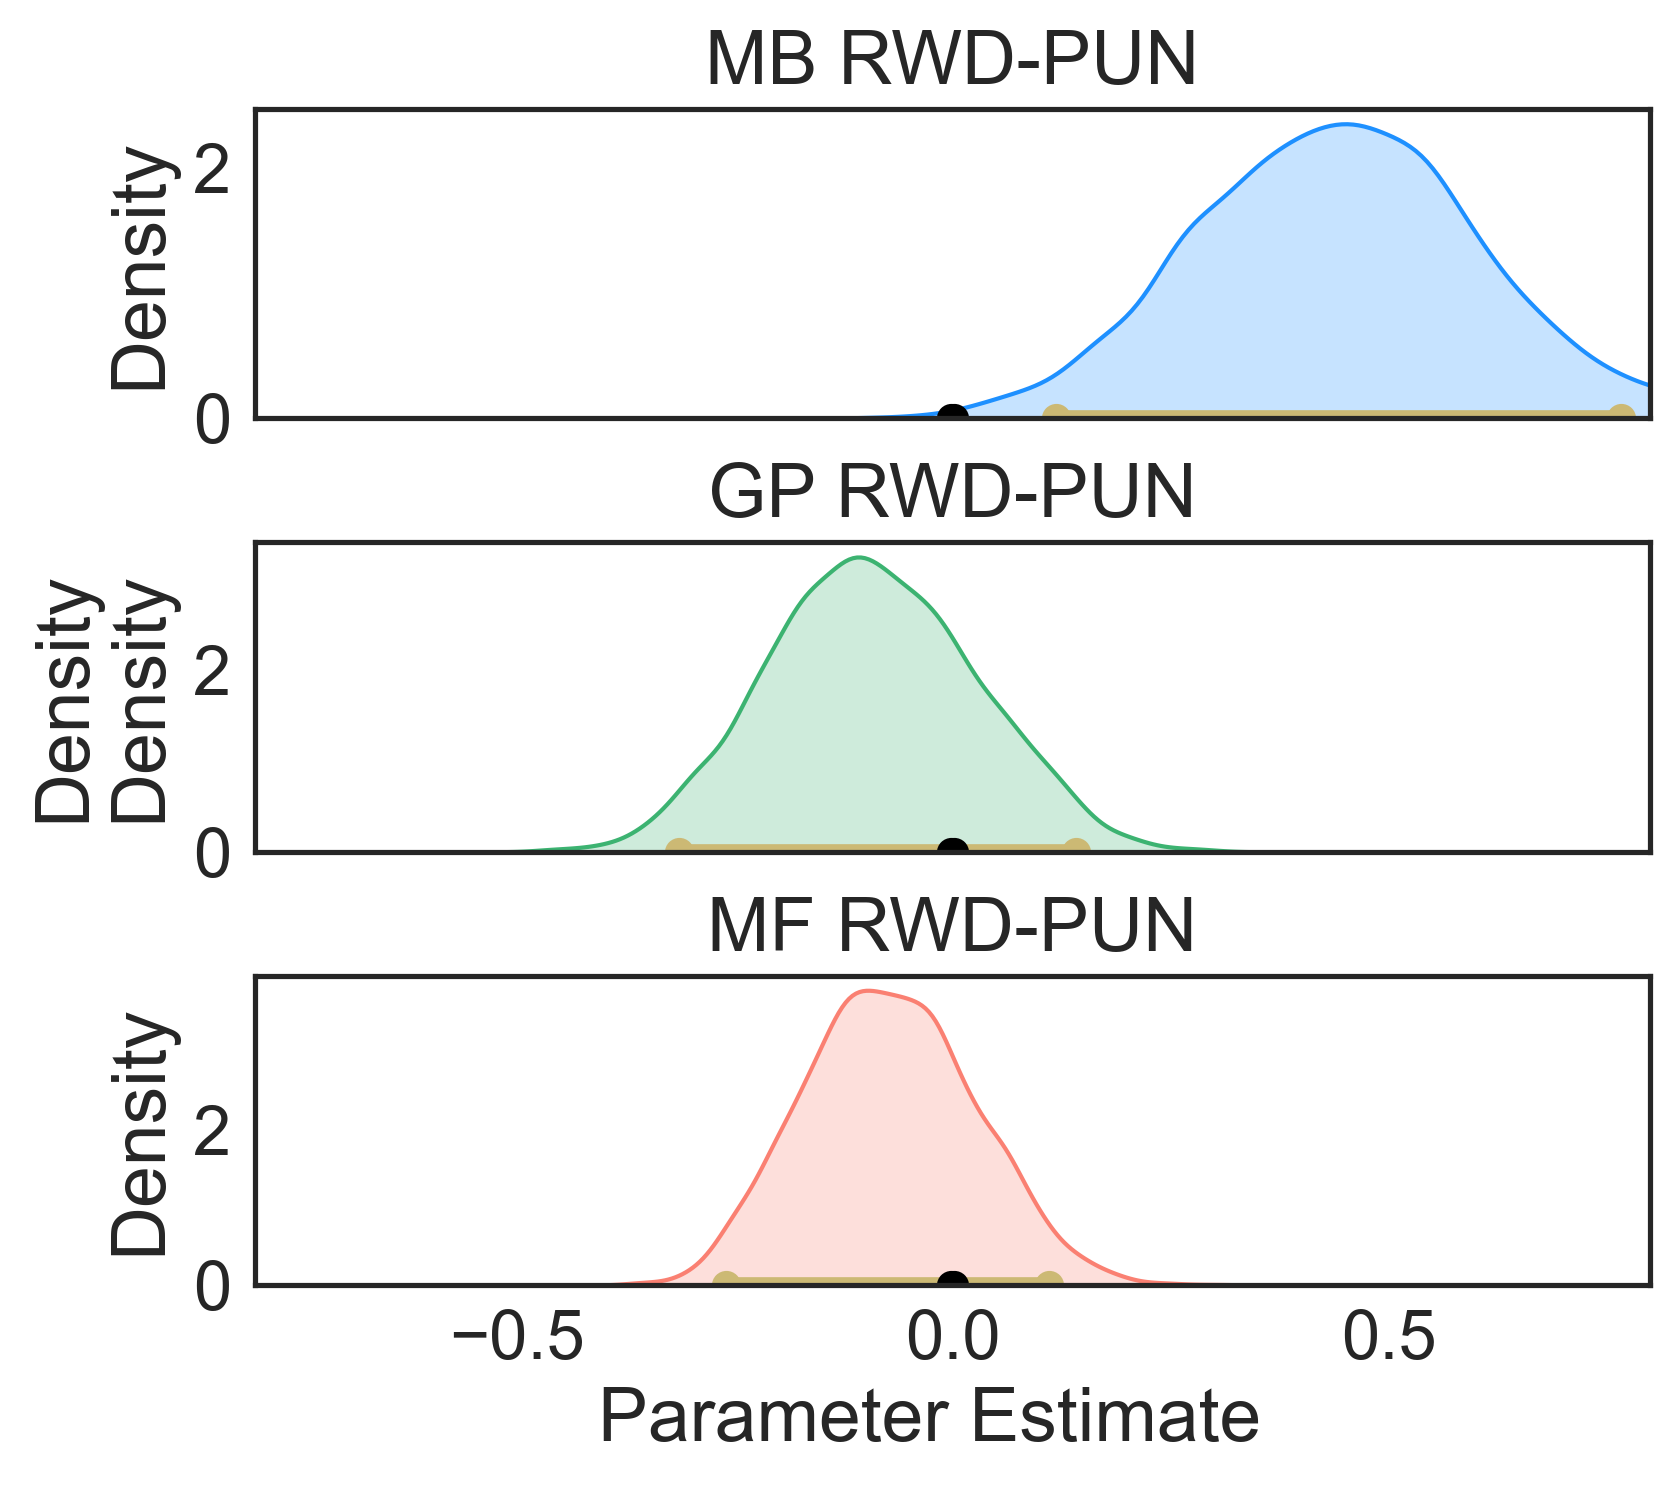 MB RWD-PUN
Density
2
0
GP RWD-PUN
Density
Density
2
0
MF RWD-PUN
Density
2
0
−0.5 0.0 0.5
Parameter Estimate